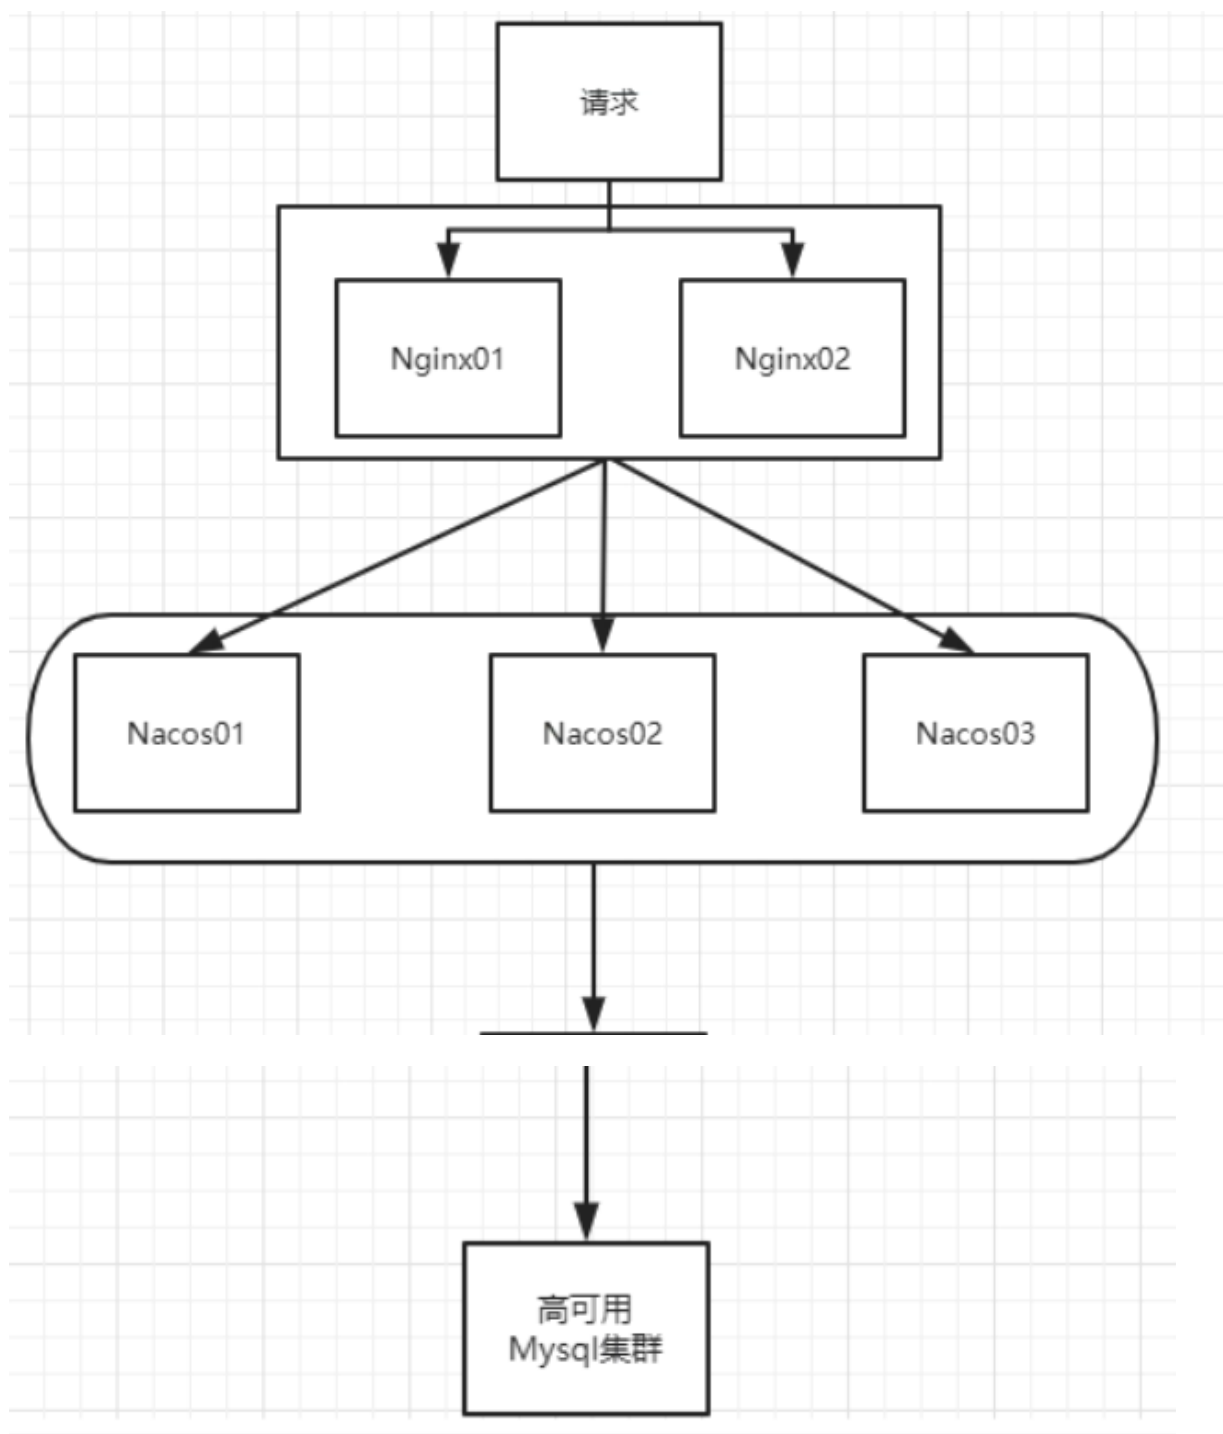 请求
Nginx01
Nginx02
Nacos01
Nacos02
Nacos03
高可用
Mysql集群